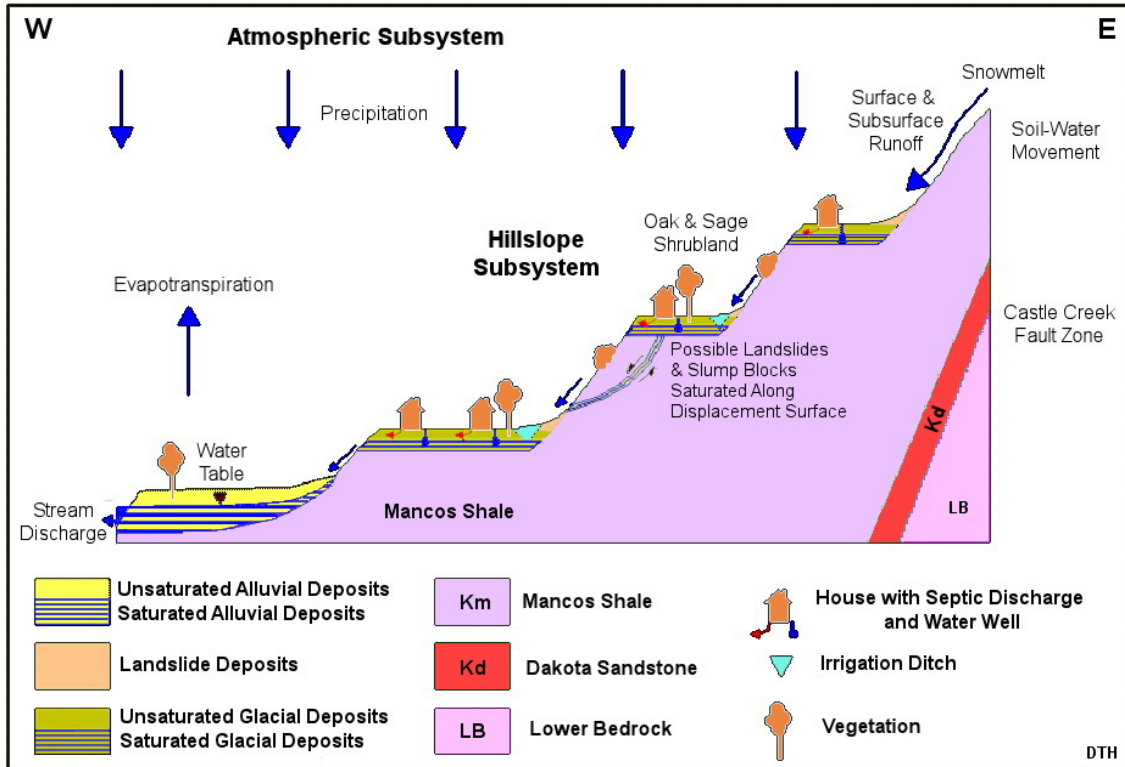 W
E
Atmospheric Subsystem
Snowmelt
Precipitation
Surface &
Subsurface
Runoff
Soil-Water
Movement
Oak & Sage
Shrubland
Hillslope
Subsystem
Evapotranspiration
Castle Creek
Fault Zone
Possible Landslides
& Slump Blocks
Saturated Along
Displacement Surface
Kd
Water
Table
Stream
Discharge
Mancos Shale
LB
Unsaturated Alluvial Deposits
Saturated Alluvial Deposits
Km
Mancos Shale
House with Septic Discharge
and Water Well
Landslide Deposits
Kd
Dakota Sandstone
Irrigation Ditch
Unsaturated Glacial Deposits
Saturated Glacial Deposits
LB
Lower Bedrock
Vegetation
DTH